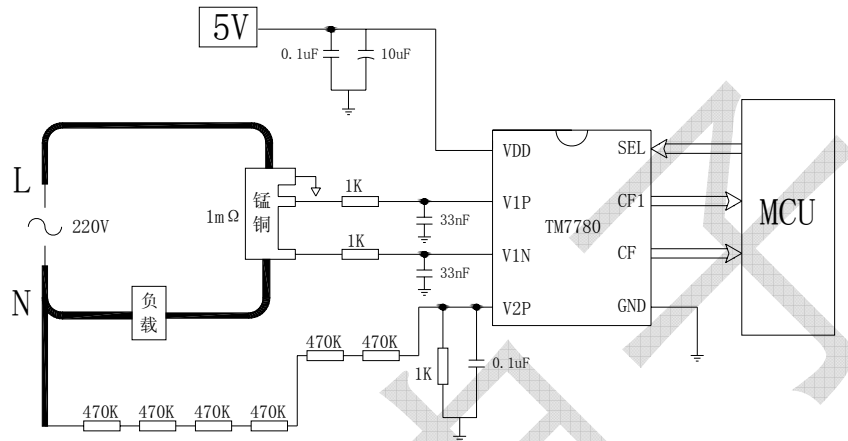 5V
0.1uF
10uF
L
220V
N
1mΩ
锰铜
负载
1K
33nF
1K
33nF
VDD
V1P
V1N
V2P
TM7780
SEL
CF1
CF
GND
MCU
470K
470K
470K
470K
470K
470K
1K
0.1uF